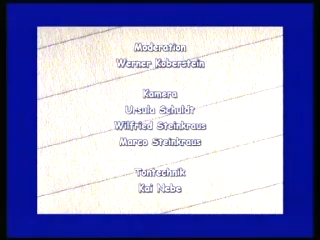 Moderation
Werner Koberstein
Kamera
Ursula Schuldt
Wilfried Steinkraus
Marco Steinkraus
Tontechnik
Kai Nebe